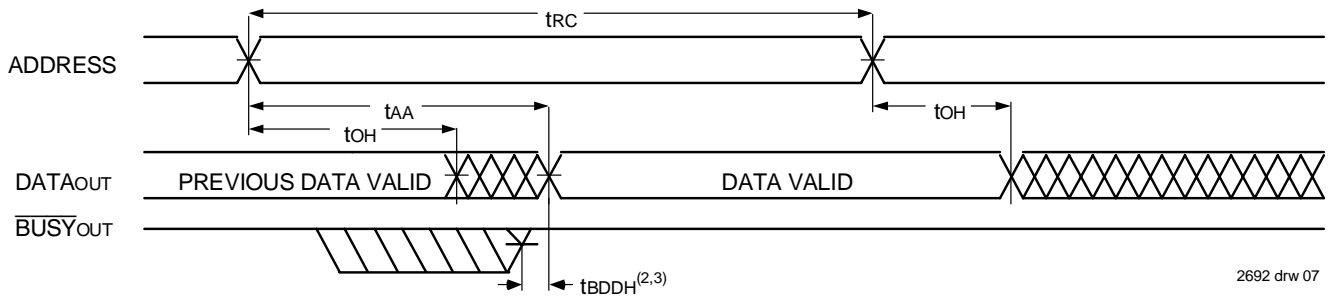 tRC
ADDRESS
tAA
tOH
tOH
DATAOUT
PREVIOUS DATA VALID
DATA VALID
BUSYOUT
tBDDH(2,3)
2692 drw 07